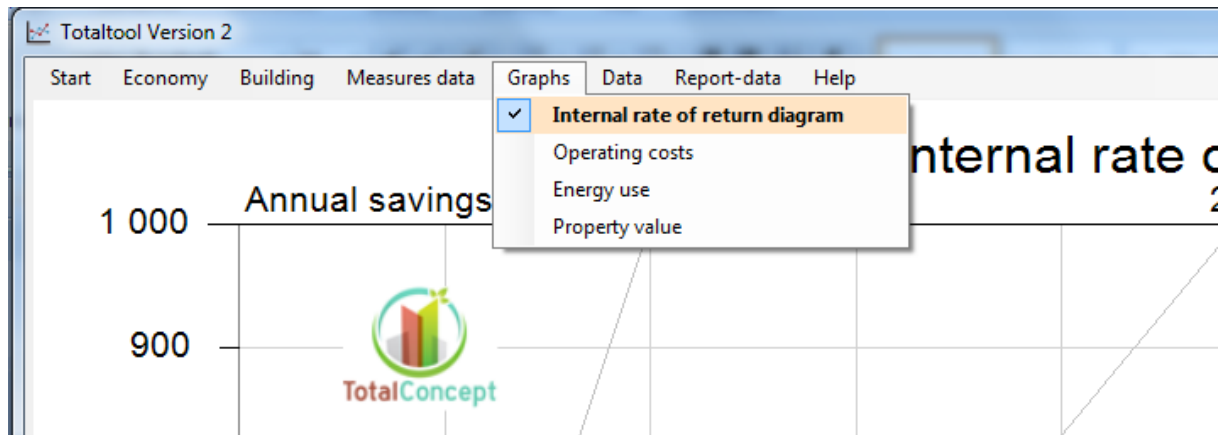 Totaltool Version 2
Start Economy Building Measures data Graphs Data Report-data Help
Internal rate of return diagram
Operating costs
Energy use
Property value
nternal rate
Annual savings
2
1 000
900
TotalConcept